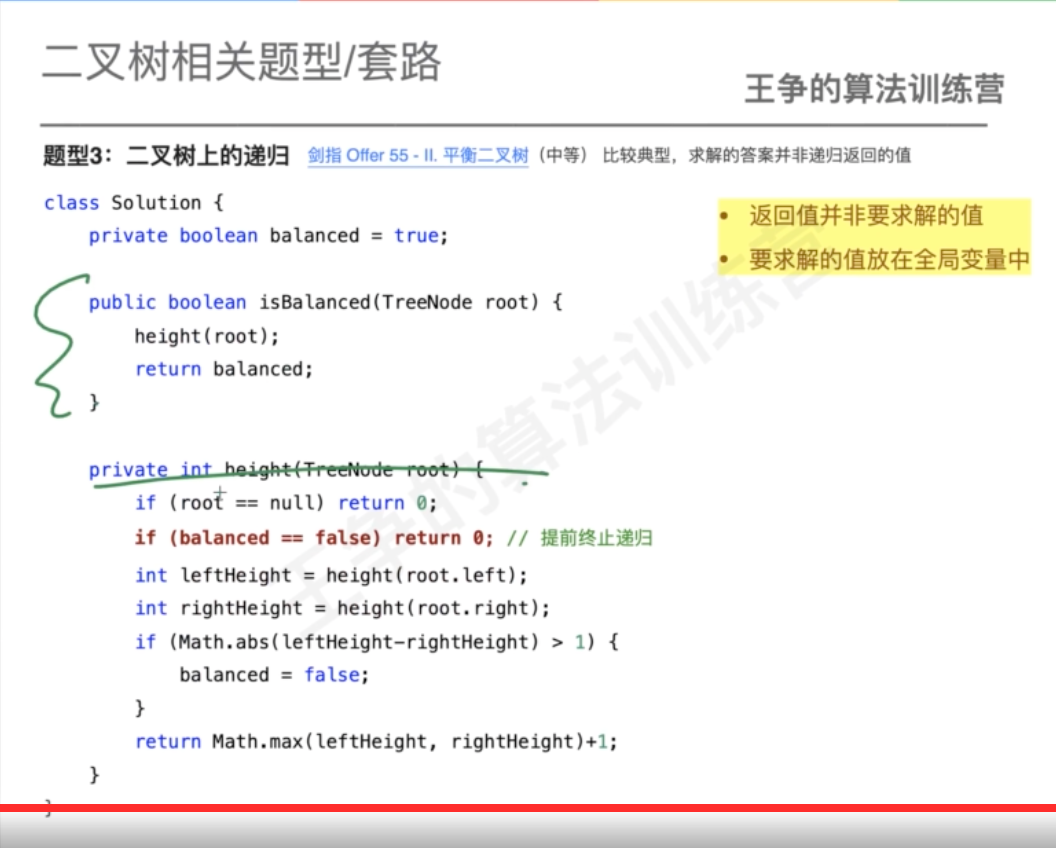 二叉树相关题型/套路
王争的算法训练营
题型3：二叉树上的递归 剑指 Offer 55 - II. 平衡二叉树（中等） 比较典型，求解的答案并非递归返回的值
class Solution {
private boolean balanced = true;
• 返回值并非要求解的值
• 要求解的值放在全局变量中
public boolean isBalanced(TreeNode root) {
height(root);
return balanced;
}
private int height(TreeNode root) {
if (root == null) return 0;
if (balanced == false) return 0; // 提前终止递归
int leftHeight = height(root.left);
int rightHeight = height(root.right);
if (Math.abs(leftHeight-rightHeight) > 1) {
balanced = false;
}
return Math.max(leftHeight, rightHeight)+1;
}
}
王争的算法训练营